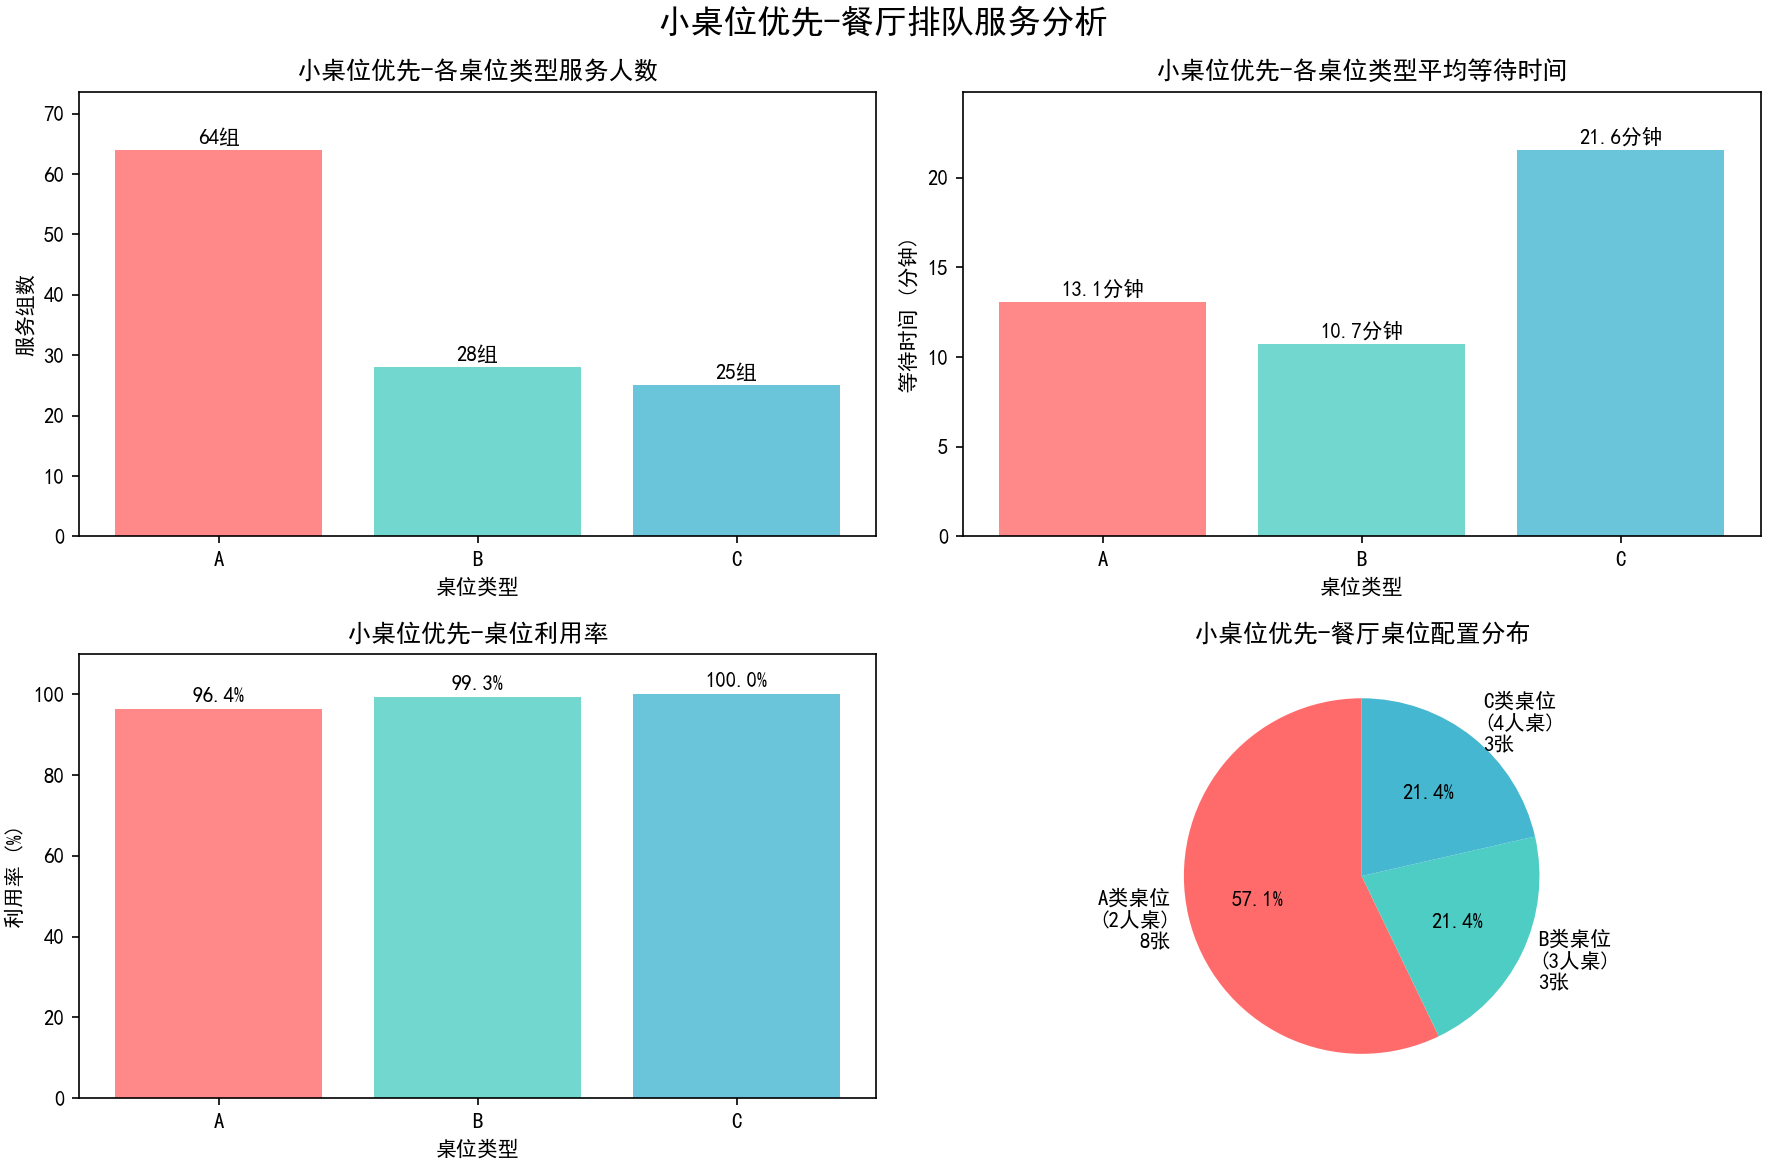 小桌位优先-餐厅排队服务分析
小桌位优先-各桌位类型服务人数
70
60
50
40
30
20
10
0
服务组数
64组
28组
25组
A
B
C
桌位类型
小桌位优先-各桌位类型平均等待时间
20
15
10
5
0
等待时间 (分钟)
13.1分钟
10.7分钟
21.6分钟
A
B
C
桌位类型
小桌位优先-桌位利用率
100
80
60
40
20
0
利用率 (%)
96.4%
99.3%
100.0%
A
B
C
桌位类型
小桌位优先-餐厅桌位配置分布
C类桌位
(4人桌)
3张
21.4%
A类桌位
(2人桌)
8张
57.1%
21.4%
B类桌位
(3人桌)
3张